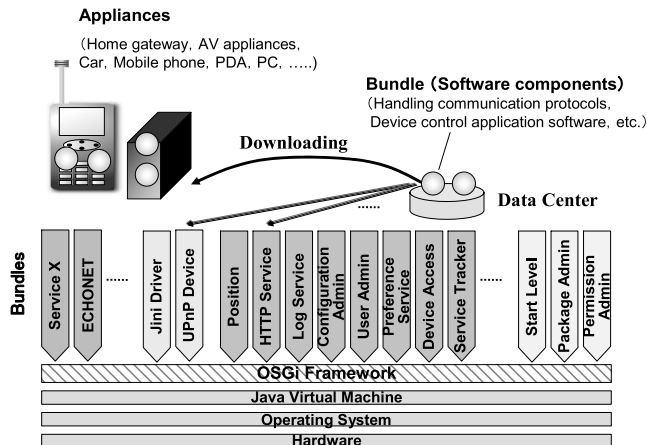 Appliances
（Home gateway, AV appliances,
Car, Mobile phone, PDA, PC, …..)
Bundle（Software components）
（Handling communication protocols,
Device control application software, etc.）
Downloading
Data Center
……
Bundles
Service X
ECHONET
……
Jini Driver
UPnP Device
Position
HTTP Service
Log Service
Configuration
Admin
User Admin
Preference
Service
Device Access
Service Tracker
……
Start Level
Package Admin
Permission
Admin
OSGi Framework
Java Virtual Machine
Operating System
Hardware